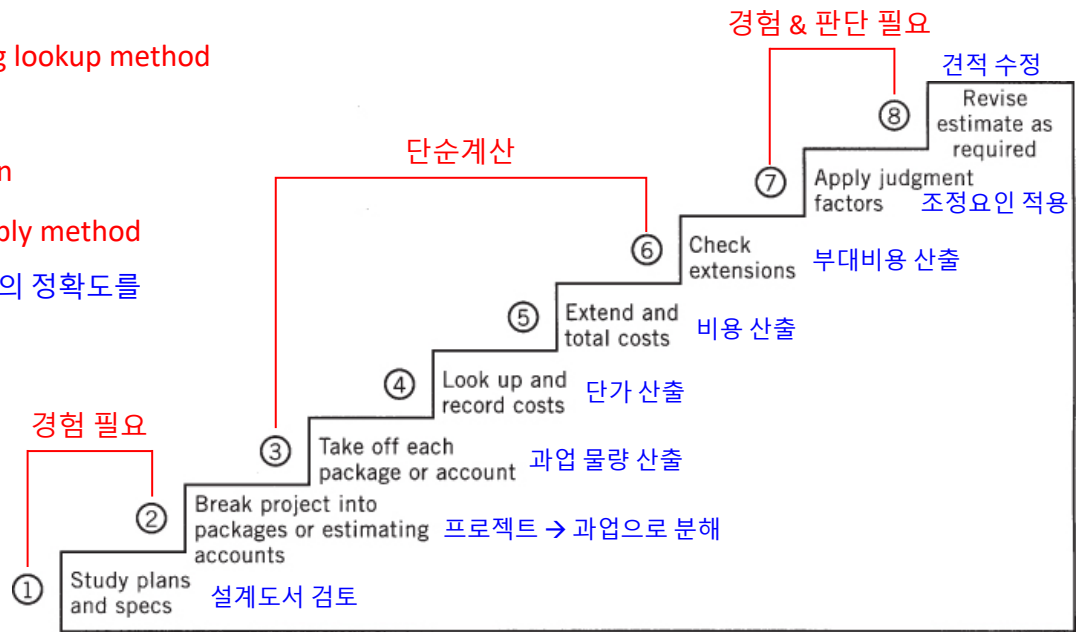 경험 & 판단 필요
lookup method
견적 수정
⑧ Revise
estimate as
required
단순계산
⑦ Apply judgment
factors 조정요인 적용
method
의 정확도를
⑥ Check
extensions 부대비용 산출
⑤ Extend and
total costs 비용 산출
④ Look up and
record costs 단가 산출
경험 필요
③ Take off each
package or account 과업 물량 산출
② Break project into
packages or estimating
accounts 프로젝트 → 과업으로 분해
① Study plans
and specs 설계도서 검토